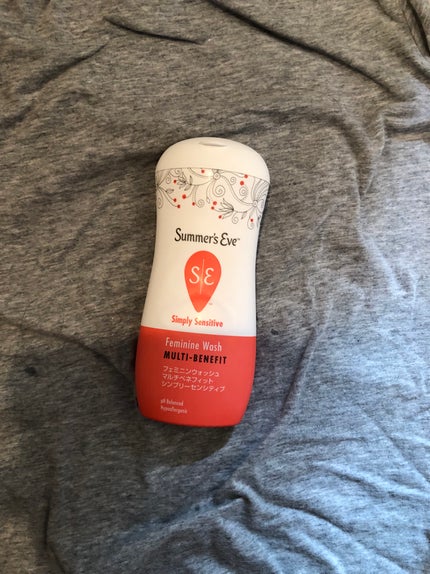 Summer's Eve™
S E
Simply Sensitive
Feminine Wash
MULTI-BENEFIT
フェミニンウォッシュ
マルチベネフィット
シンプリーセンシティブ
pH Balanced
Hypoallergenic